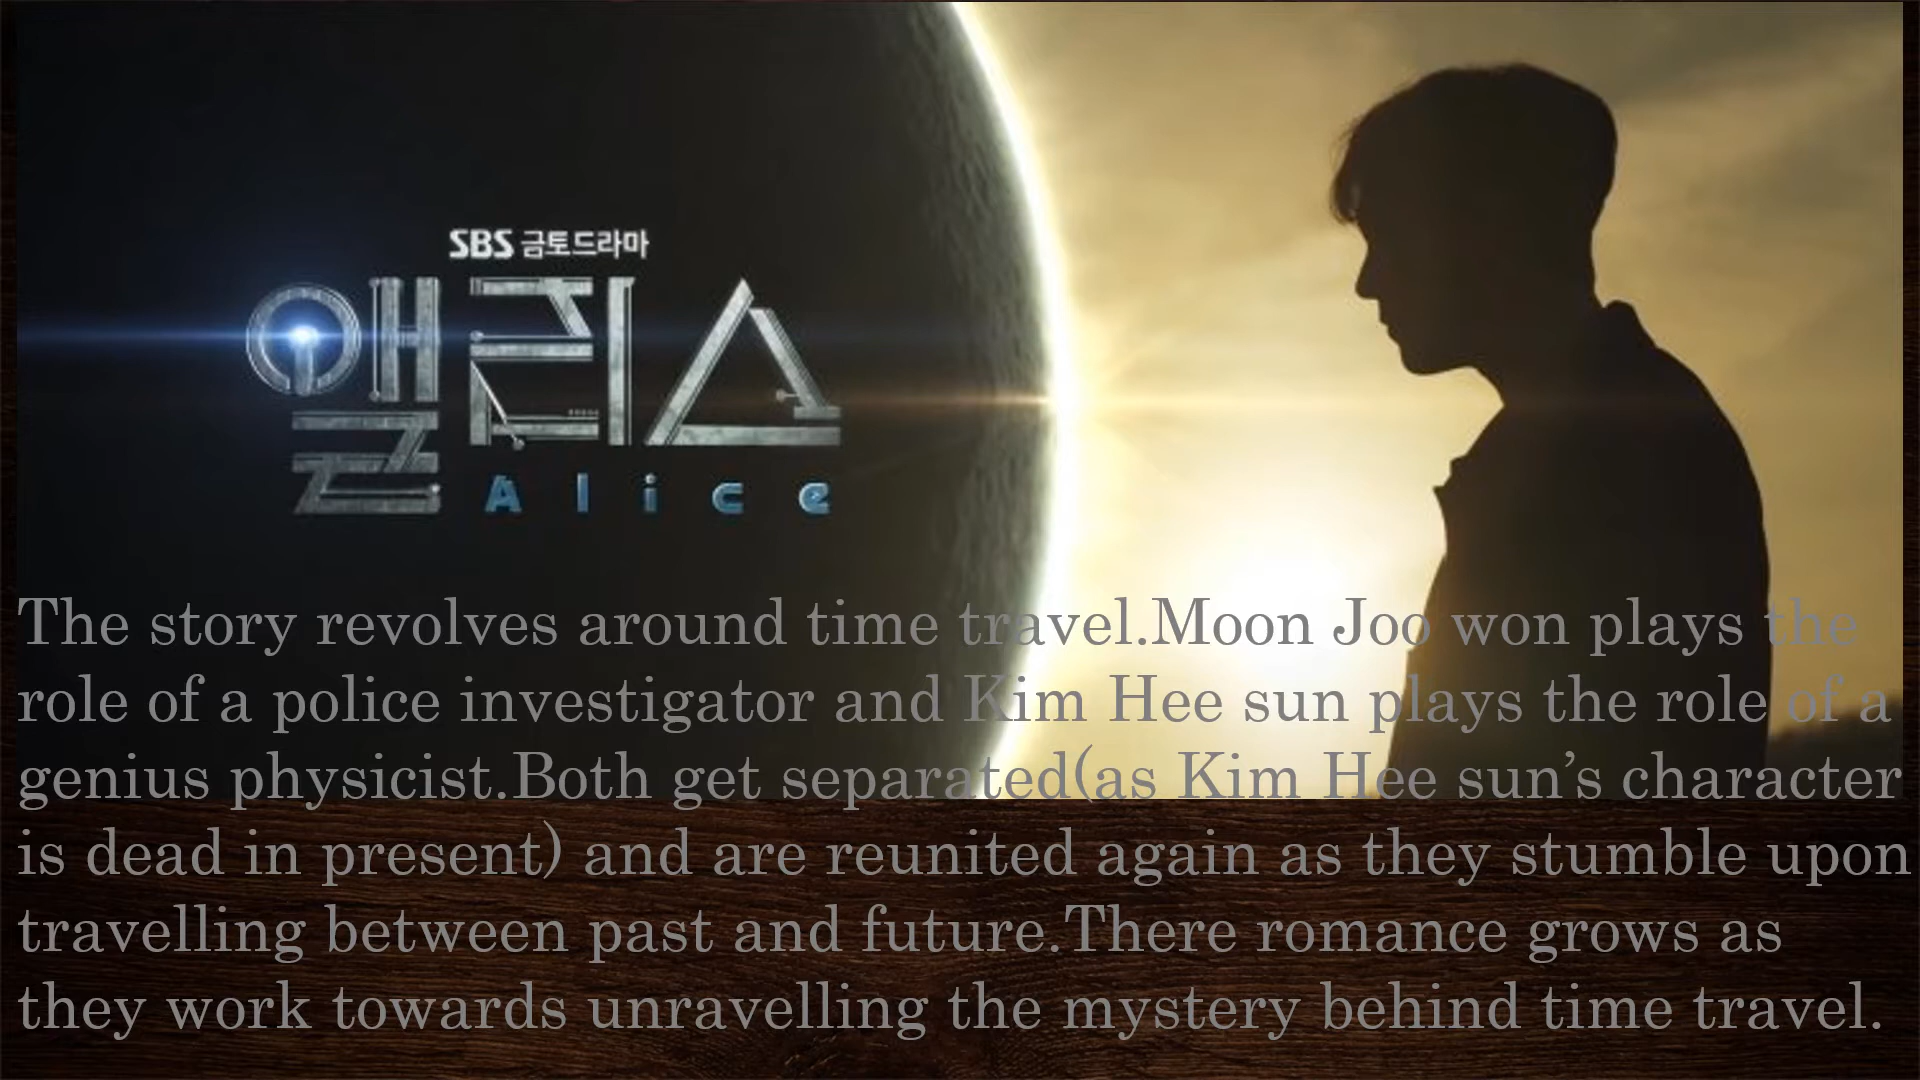 SBS 금토드라마
앨리스
Alice
The story revolves around time travel.Moon Joo won plays the
role of a police investigator and Kim Hee sun plays the role of a
genius physicist.Both get separated(as Kim Hee sun’s character
is dead in present) and are reunited again as they stumble upon
travelling between past and future.There romance grows as
they work towards unravelling the mystery behind time travel.